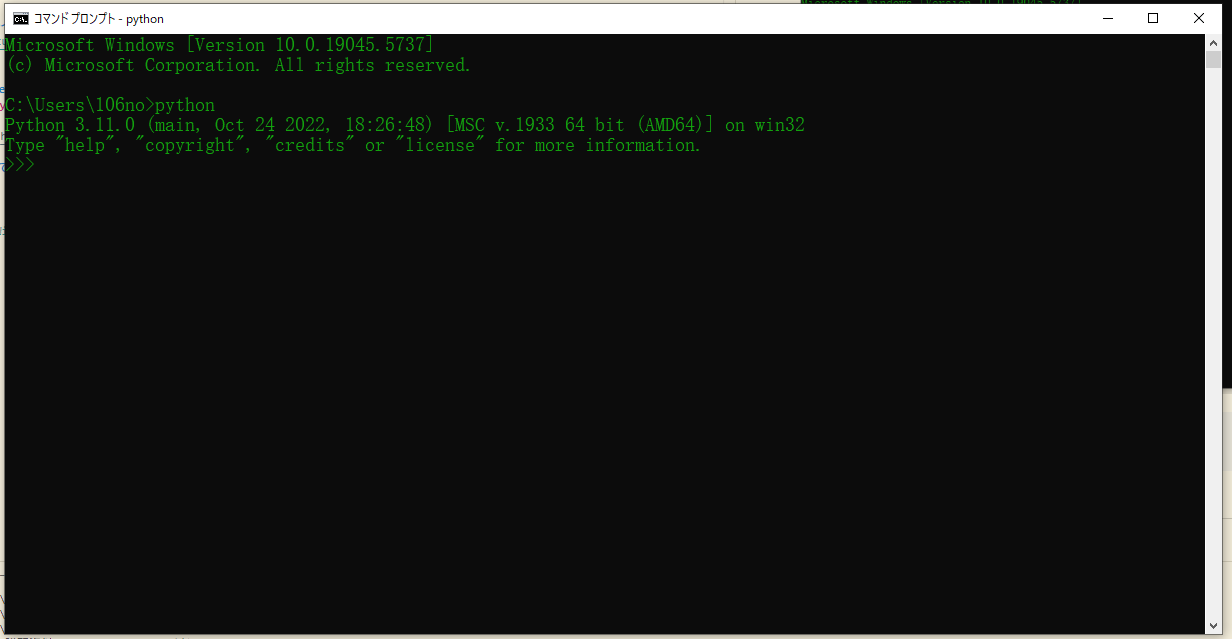 コマンド プロンプト - python
Microsoft Windows [Version 10.0.19045.5737]
(c) Microsoft Corporation. All rights reserved.
C:\Users\106no>python
Python 3.11.0 (main, Oct 24 2022, 18:26:48) [MSC v.1933 64 bit (AMD64)] on win32
Type "help", "copyright", "credits" or "license" for more information.
>>>